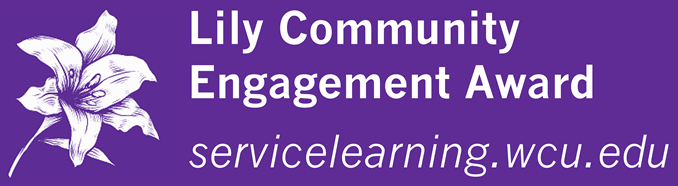 Lily Community
Engagement Award
servicelearning.wcu.edu